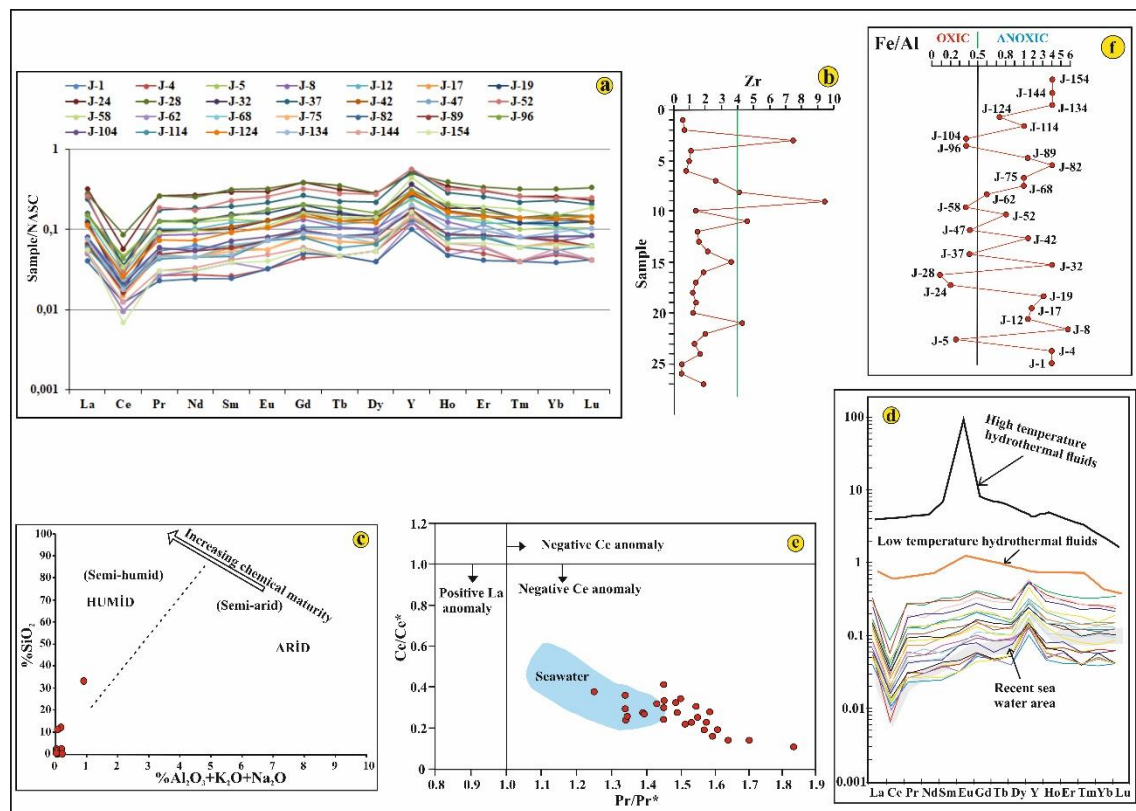 a
J-1 J-4 J-5 J-8 J-12 J-17 J-19
J-24 J-28 J-32 J-37 J-42 J-47 J-52
J-58 J-62 J-68 J-75 J-82 J-89 J-96
J-104 J-114 J-124 J-134 J-144 J-154
Sample/NASC
1
0,1
0,01
0,001
La Ce Pr Nd Sm Eu Gd Tb Dy Y Ho Er Tm Yb Lu
b
Zr
0 1 2 3 4 5 6 7 8 9 10
Sample
0
5
10
15
20
25
f
Fe/Al
OXIC ANOXIC
0 0.2 0.5 0.8 1 2 3 4 5 6
J-154
J-144
J-134
J-124
J-114
J-104
J-96
J-89
J-82
J-75
J-68
J-62
J-58
J-52
J-47
J-42
J-37
J-32
J-28
J-24
J-19
J-17
J-12
J-8
J-5
J-4
J-1
c
%SiO2
100
90
80
70
60
50
40
30
20
10
0
Increasing chemical maturity
(Semi-humid)
HUMİD
(Semi-arid)
ARİD
0 1 2 3 4 5 6 7 8 9 10
%Al2O3+K2O+Na2O
e
Ce/Ce*
1.2
1.0
0.8
0/6
0.4
0.2
0/0
Negative Ce anomaly
Positive La
anomaly
Negative Ce anomaly
Seawater
0.8 0.9 1.0 1.1 1.2 1.3 1.4 1.5 1.6 1.7 1.8 1.9
Pr/Pr*
d
100
10
1
0.1
0.01
0.001
High temperature
hydrothermal fluids
Low temperature hydrothermal fluids
Recent sea
water area
La Ce Pr Nd Sm Eu Gd Tb Dy Y Ho Er Tm Yb Lu